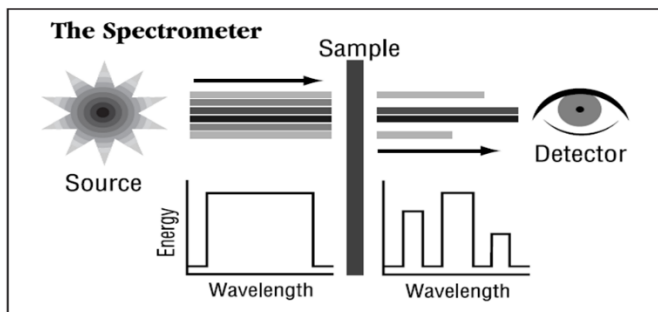 The Spectrometer
Sample
Source
Detector
Energy
Wavelength
Wavelength